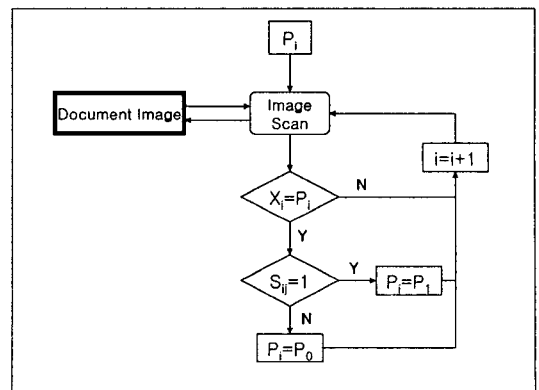 P_i
Document Image
Image
Scan
i=i+1
X_i=P_i
N
Y
S_ij=1
Y
P_i=P_1
N
P_i=P_0